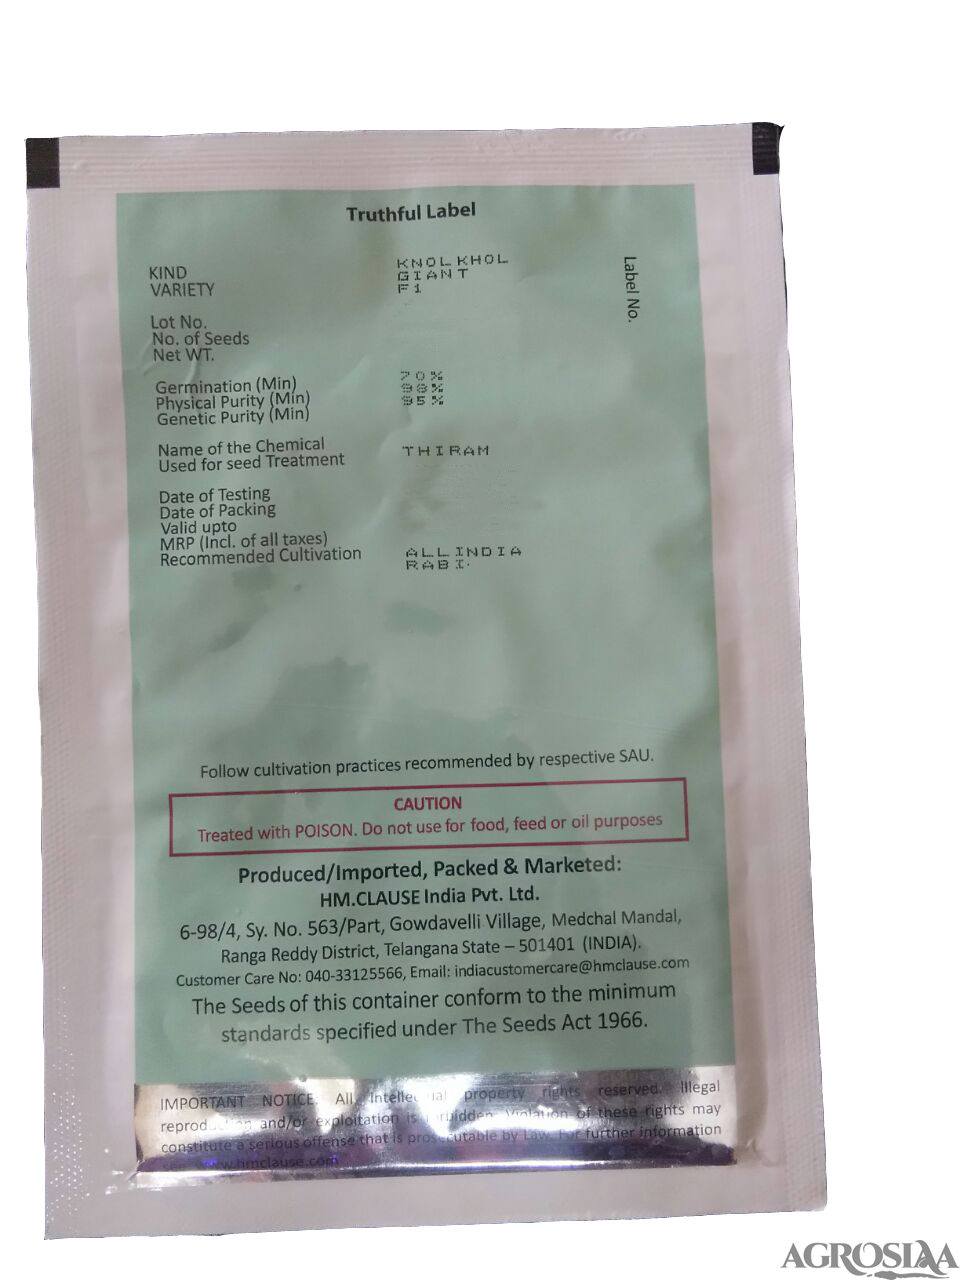 Truthful Label
KIND KNOL KHOL
VARIETY GIANT
F1
Label No.
Lot No.
No. of Seeds
Net WT.
Germination (Min) 70%
Physical Purity (Min) 98%
Genetic Purity (Min) 95%
Name of the Chemical
Used for seed Treatment THIRAM
Date of Testing
Date of Packing
Valid upto
MRP (Incl. of all taxes)
Recommended Cultivation ALL INDIA
RABI.
Follow cultivation practices recommended by respective SAU.
CAUTION
Treated with POISON. Do not use for food, feed or oil purposes
Produced/Imported, Packed & Marketed:
HM.CLAUSE India Pvt. Ltd.
6-98/4, Sy. No. 563/Part, Gowdavelli Village, Medchal Mandal,
Ranga Reddy District, Telangana State – 501401 (INDIA).
Customer Care No: 040-33125566, Email: indiacustomercare@hmclause.com
The Seeds of this container conform to the minimum
standards specified under The Seeds Act 1966.
IMPORTANT NOTICE: All property rights reserved. Illegal
and/or exploitation is Violation of these rights may
constitute a serious offense that is prosecutable by Law. For further information
www.hmclause.com
AGROSIAA